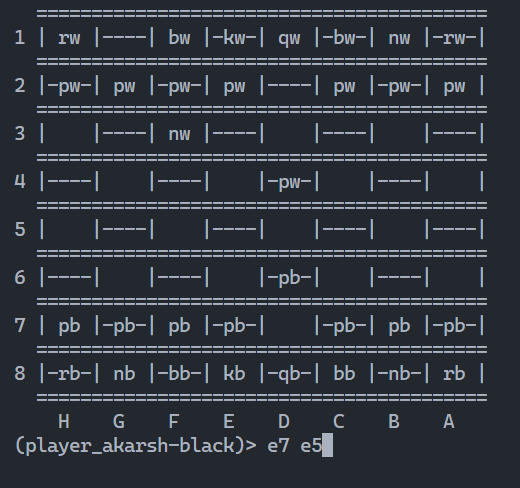 =========================================
1 | rw |----| bw |-kw-| qw |-bw-| nw |-rw-|
=========================================
2 |-pw-| pw |-pw-| pw |----| pw |-pw-| pw |
=========================================
3 |    |----| nw |----|    |----|    |----|
=========================================
4 |----|    |----|    |-pw-|    |----|    |
=========================================
5 |    |----|    |----|    |----|    |----|
=========================================
6 |----|    |----|    |-pb-|    |----|    |
=========================================
7 | pb |-pb-| pb |-pb-|    |-pb-| pb |-pb-|
=========================================
8 |-rb-| nb |-bb-| kb |-qb-| bb |-nb-| rb |
=========================================
H G F E D C B A
(player_akarsh-black)> e7 e5